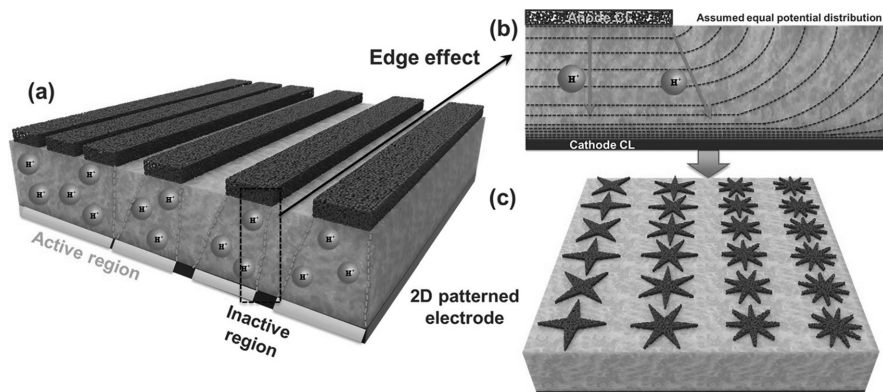 (a)
Edge effect
H⁺
H⁺
H⁺
H⁺
H⁺
H⁺
H⁺
H⁺
H⁺
H⁺
H⁺
H⁺
Active region
Inactive
region
2D patterned
electrode
(b)
Anode CL
Assumed equal potential distribution
H⁺
H⁺
Cathode CL
(c)